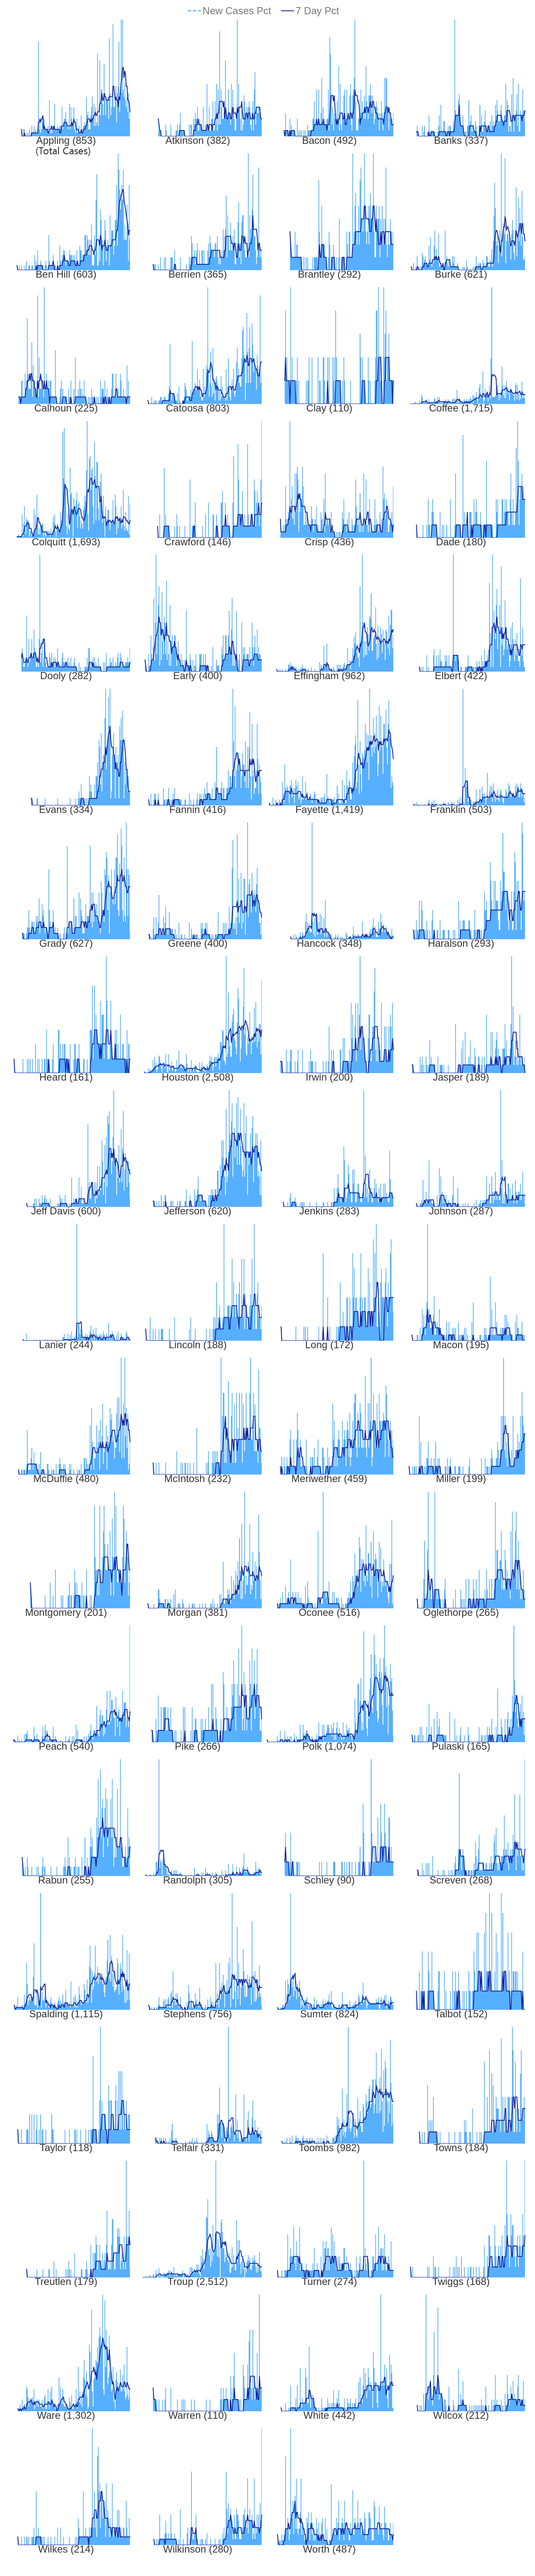 New Cases Pct 7 Day Pct
Appling (853) Atkinson (382) Bacon (492) Banks (337)
(Total Cases)
Ben Hill (603) Berrien (365) Brantley (292) Burke (621)
Calhoun (225) Catoosa (803) Clay (110) Coffee (1,715)
Colquitt (1,693) Crawford (146) Crisp (436) Dade (180)
Dooly (282) Early (400) Effingham (962) Elbert (422)
Evans (334) Fannin (416) Fayette (1,419) Franklin (503)
Grady (627) Greene (400) Hancock (348) Haralson (293)
Heard (161) Houston (2,508) Irwin (200) Jasper (189)
Jeff Davis (600) Jefferson (620) Jenkins (283) Johnson (287)
Lanier (244) Lincoln (188) Long (172) Macon (195)
McDuffie (480) McIntosh (232) Meriwether (459) Miller (199)
Montgomery (201) Morgan (381) Oconee (516) Oglethorpe (265)
Peach (540) Pike (266) Polk (1,074) Pulaski (165)
Rabun (255) Randolph (305) Schley (90) Screven (268)
Spalding (1,115) Stephens (756) Sumter (824) Talbot (152)
Taylor (118) Telfair (331) Toombs (982) Towns (184)
Treutlen (179) Troup (2,512) Turner (274) Twiggs (168)
Ware (1,302) Warren (110) White (442) Wilcox (212)
Wilkes (214) Wilkinson (280) Worth (487)